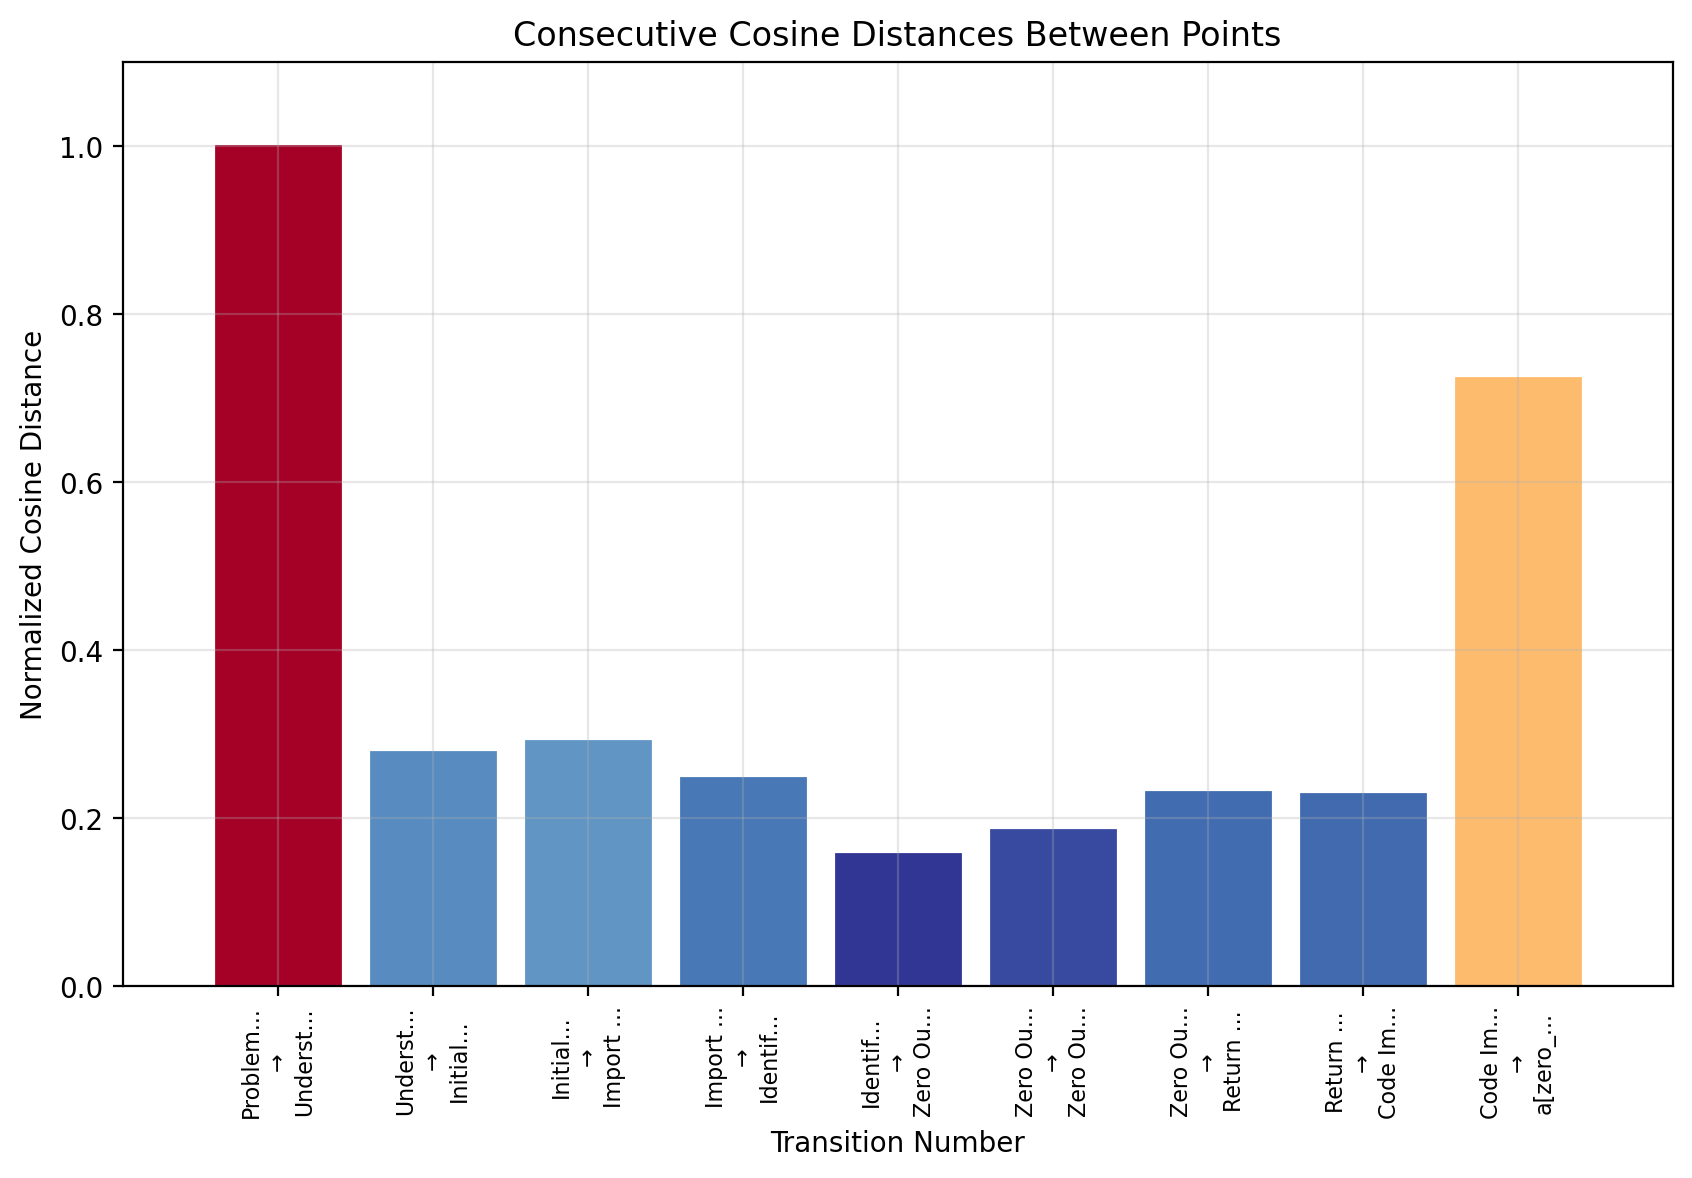 Consecutive Cosine Distances Between Points
Normalized Cosine Distance
1.0
0.8
0.6
0.4
0.2
0.0
Problem...
→
Underst...
Underst...
→
Initial...
Initial...
→
Import ...
Import ...
→
Identif...
Identif...
→
Zero Ou...
Zero Ou...
→
Zero Ou...
Zero Ou...
→
Return ...
Return ...
→
Code Im...
Code Im...
→
a[zero_...
Transition Number